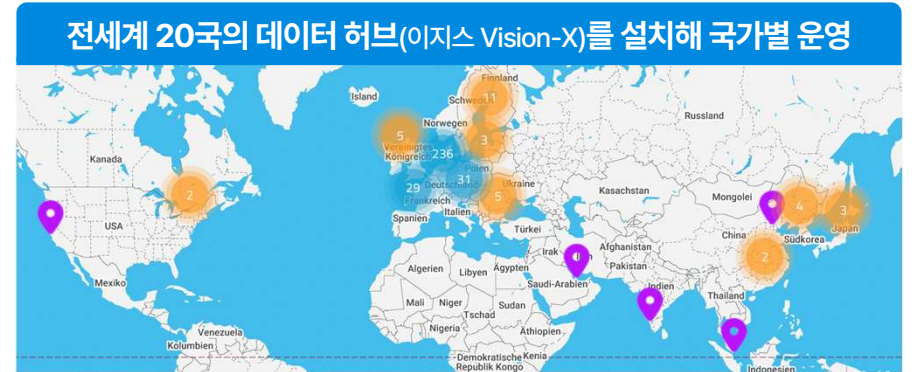 전세계 20국의 데이터 허브(이지스 Vision-X)를 설치해 국가별 운영
Finnland
11
Island
Schweden
Russland
Norwegen
5
3
Vereinigtes
Königreich
236
Polen
Kanada
31
Deutschland
Ukraine
2
29
5
Kasachstan
Frankreich
Mongolei
4
3
Italien
Spanien
USA
Türkei
China
Südkorea
Japan
Irak
Afghanistan
2
Algerien
Libyen
Ägypten
Pakistan
Mexiko
Saudi-Arabien
Indien
Thailand
Mali
Niger
Sudan
Tschad
Nigeria
Äthiopien
Venezuela
Kolumbien
Demokratische
Republik Kongo
Kenia
Indonesien